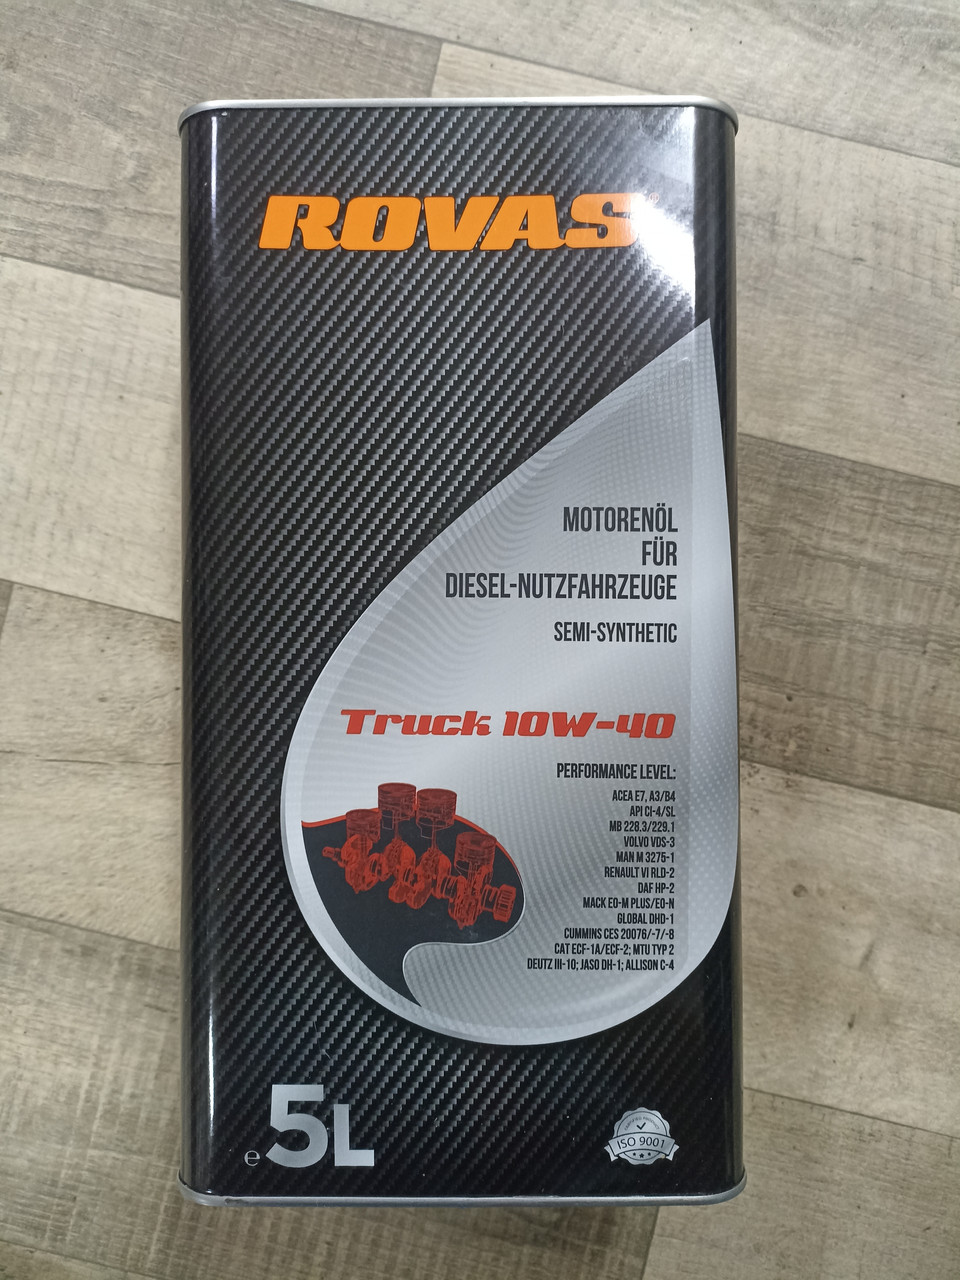 ROVAS®
MOTORENÖL
FÜR
DIESEL-NUTZFAHRZEUGE
SEMI-SYNTHETIC
Truck 10W-40
PERFORMANCE LEVEL:
ACEA E7, A3/B4
API CI-4/SL
MB 228.3/229.1
VOLVO VDS-3
MAN M 3275-1
RENAULT VI RLD-2
DAF HP-2
MACK EO-M PLUS/EO-N
GLOBAL DHD-1
CUMMINS CES 20076/-7/-8
CAT ECF-1A/ECF-2; MTU TYP 2
DEUTZ III-10; JASO DH-1; ALLISON C-4
℮ 5L
ISO 9001